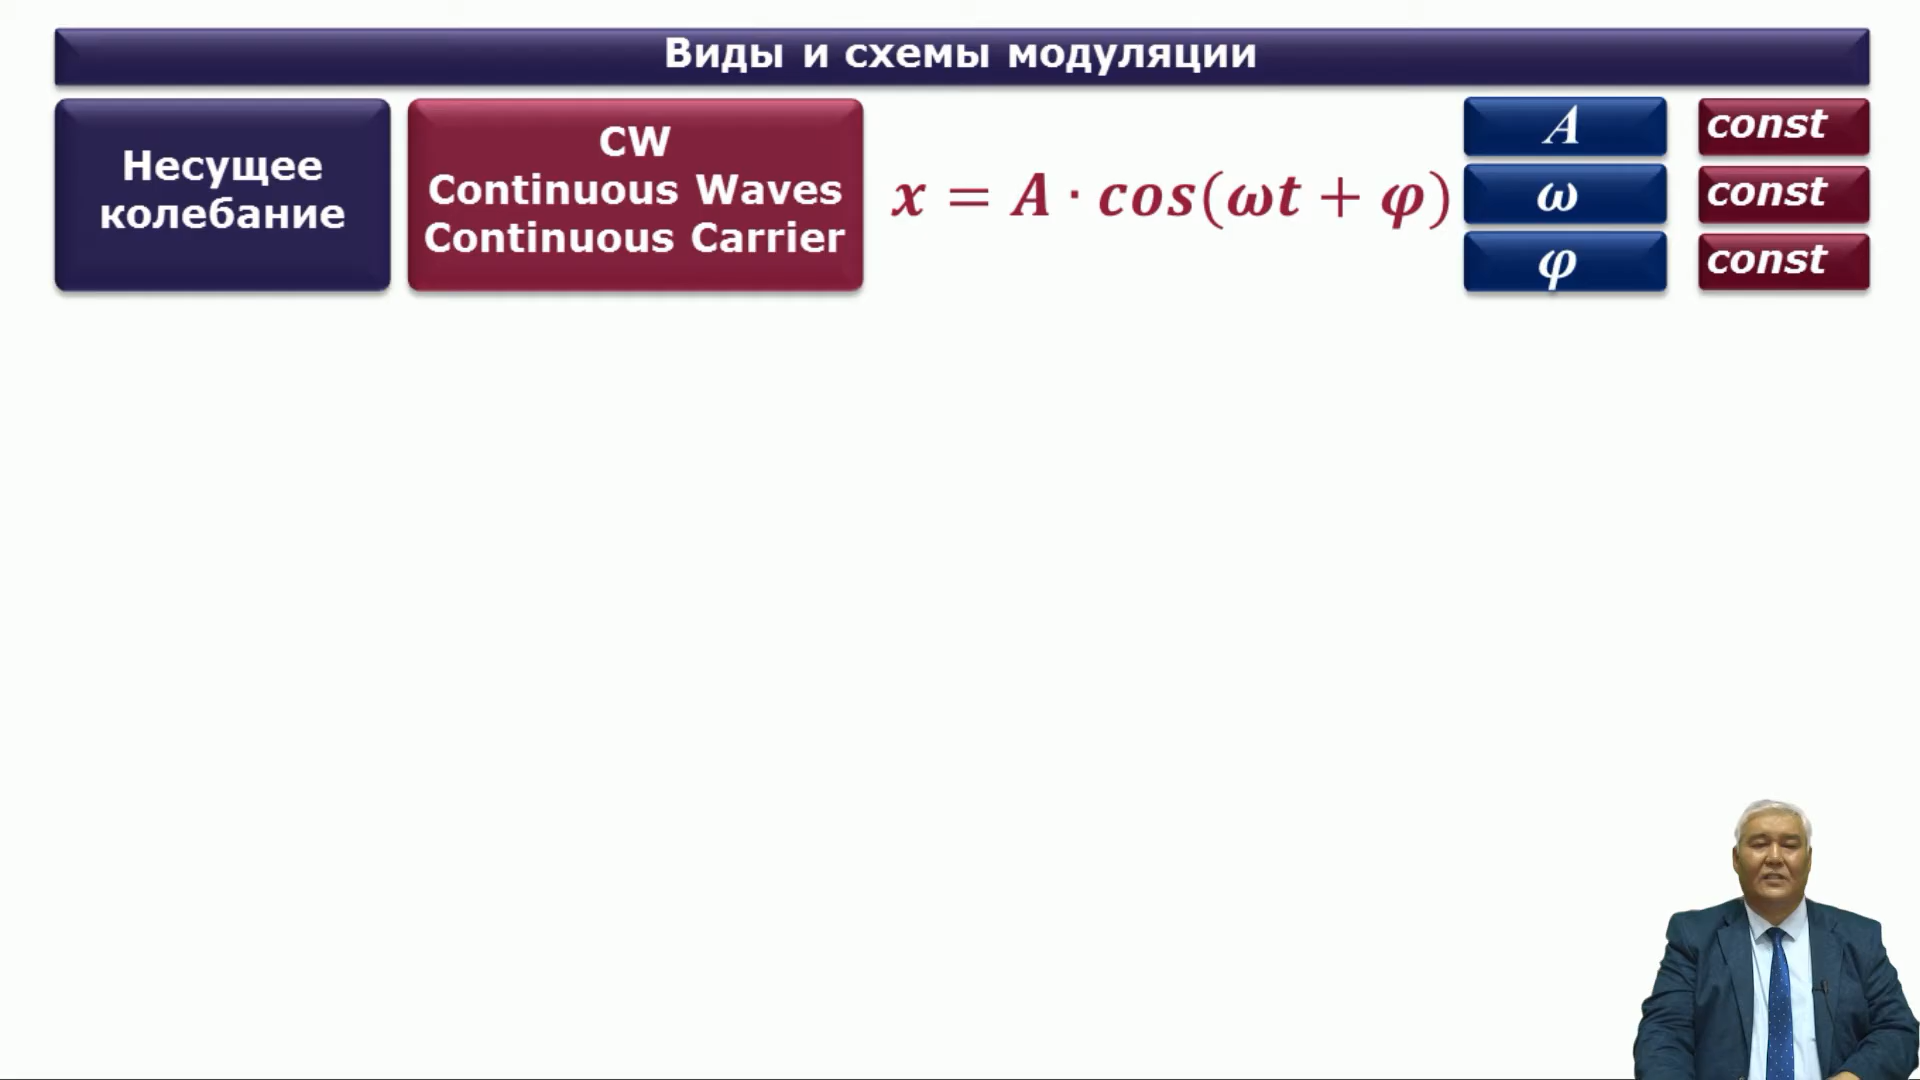 Виды и схемы модуляции
Несущее
колебание
CW
Continuous Waves
Continuous Carrier
x = A · cos(ωt + φ)
A
const
ω
const
φ
const